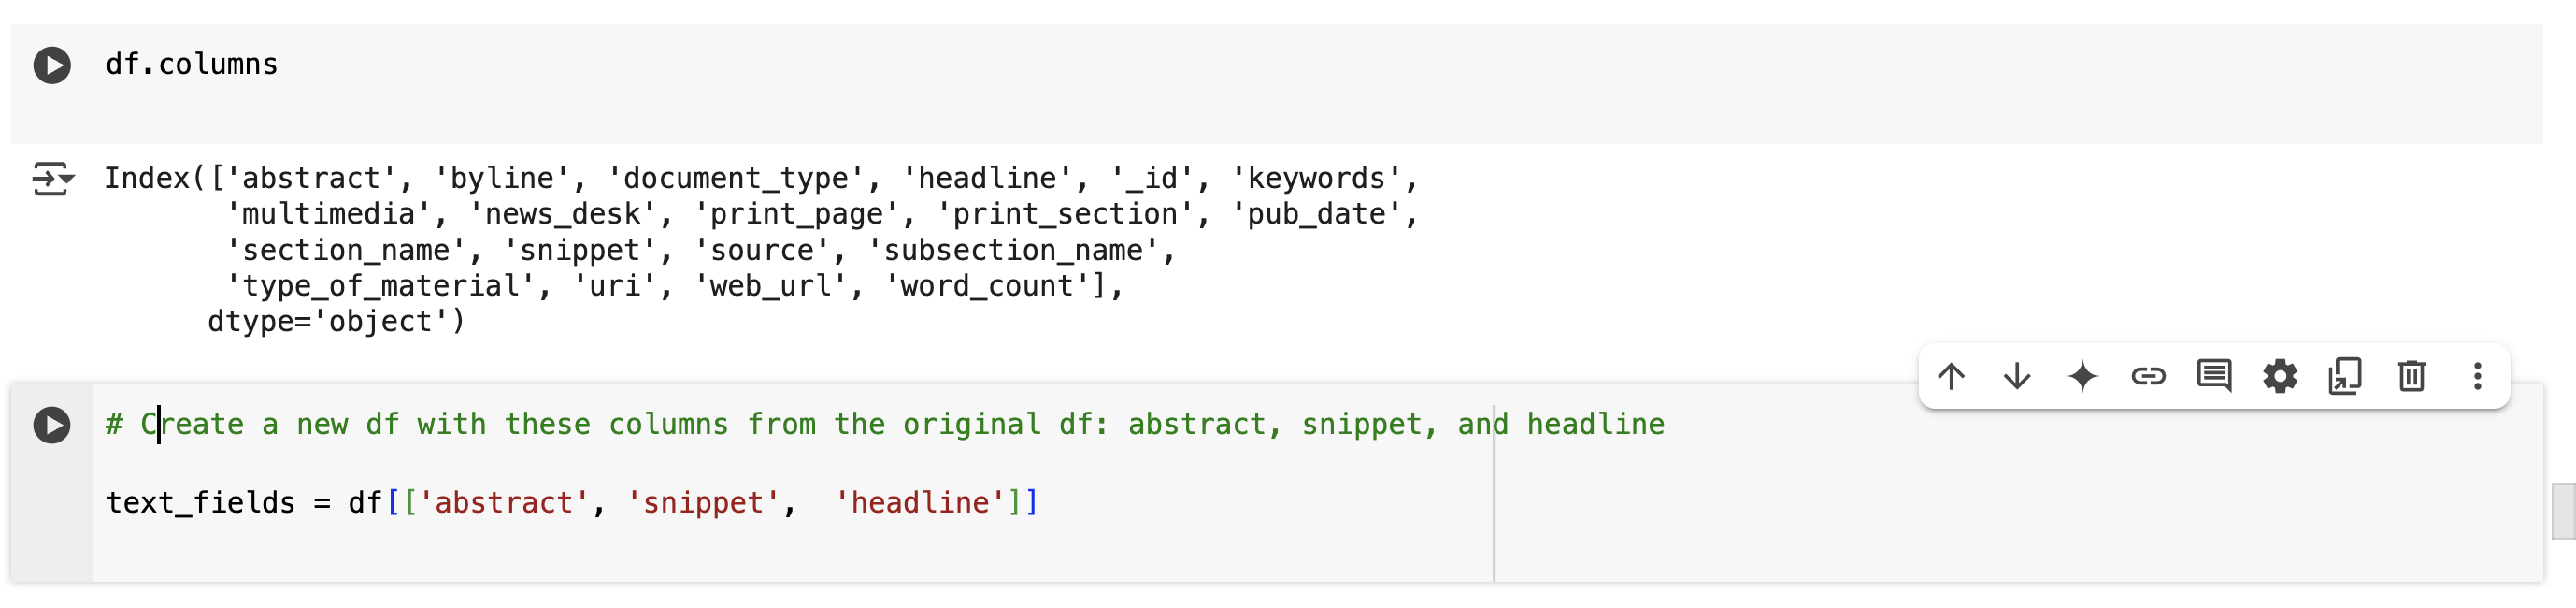 df.columns
Index(['abstract', 'byline', 'document_type', 'headline', '_id', 'keywords',
'multimedia', 'news_desk', 'print_page', 'print_section', 'pub_date',
'section_name', 'snippet', 'source', 'subsection_name',
'type_of_material', 'uri', 'web_url', 'word_count'],
dtype='object')
# Create a new df with these columns from the original df: abstract, snippet, and headline
text_fields = df[['abstract', 'snippet',  'headline']]